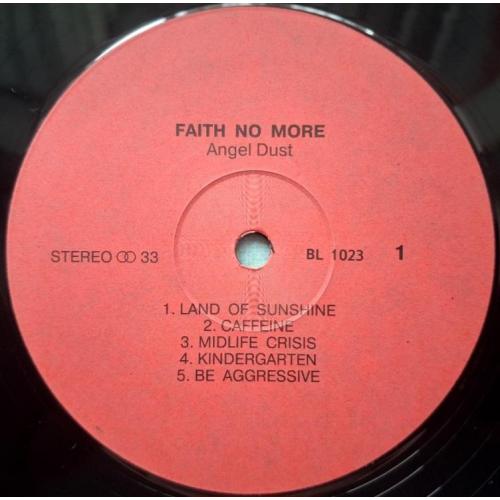 FAITH NO MORE
Angel Dust
STEREO ↀ 33 BL 1023 1
1. LAND OF SUNSHINE
2. CAFFEINE
3. MIDLIFE CRISIS
4. KINDERGARTEN
5. BE AGGRESSIVE